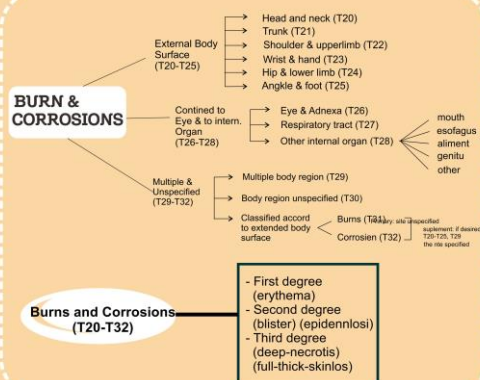 BURN &
CORROSIONS
External Body
Surface
(T20-T25)
Head and neck (T20)
Trunk (T21)
Shoulder & upperlimb (T22)
Wrist & hand (T23)
Hip & lower limb (T24)
Angkle & foot (T25)
Contined to
Eye & to intern.
Organ
(T26-T28)
Eye & Adnexa (T26)
Respiratory tract (T27)
Other internal organ (T28)
mouth
esofagus
aliment
genitu
other
Multiple &
Unspecified
(T29-T32)
Multiple body region (T29)
Body region unspecified (T30)
Classified accord
to extended body
surface
Burns (T31)
Corrosien (T32)
site unspecified
suplement: if desired
T20-T25, T29
the nte specified
Burns and Corrosions
(T20-T32)
- First degree
(erythema)
- Second degree
(blister) (epidennlosi)
- Third degree
(deep-necrotis)
(full-thick-skinlos)